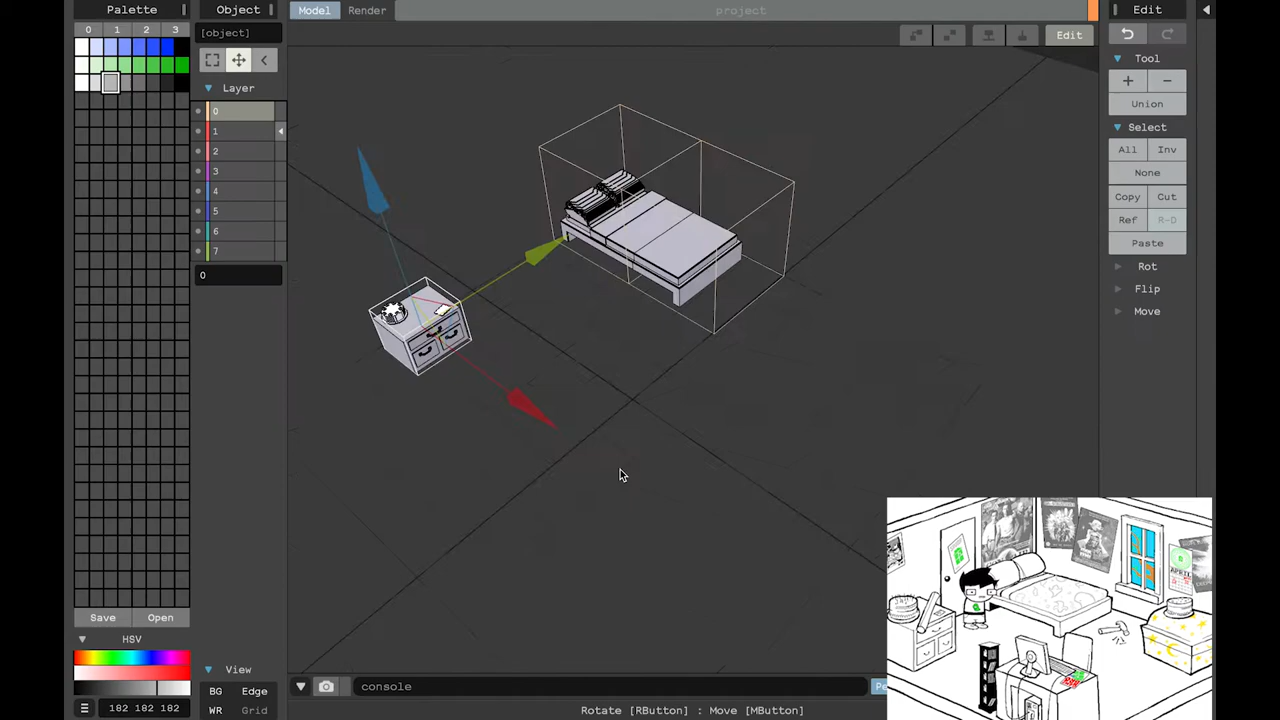 Palette
Object
Model
Render
project
Edit
0 1 2 3
[object]
Edit
Layer
Tool
0
1
2
3
4
5
6
7
0
+ -
Union
Select
All Inv
None
Copy Cut
Ref R-D
Paste
Rot
Flip
Move
Save Open
HSV
182 182 182
View
BG Edge
WR Grid
console
Pe
Rotate [RButton] : Move [MButton]
APRIL